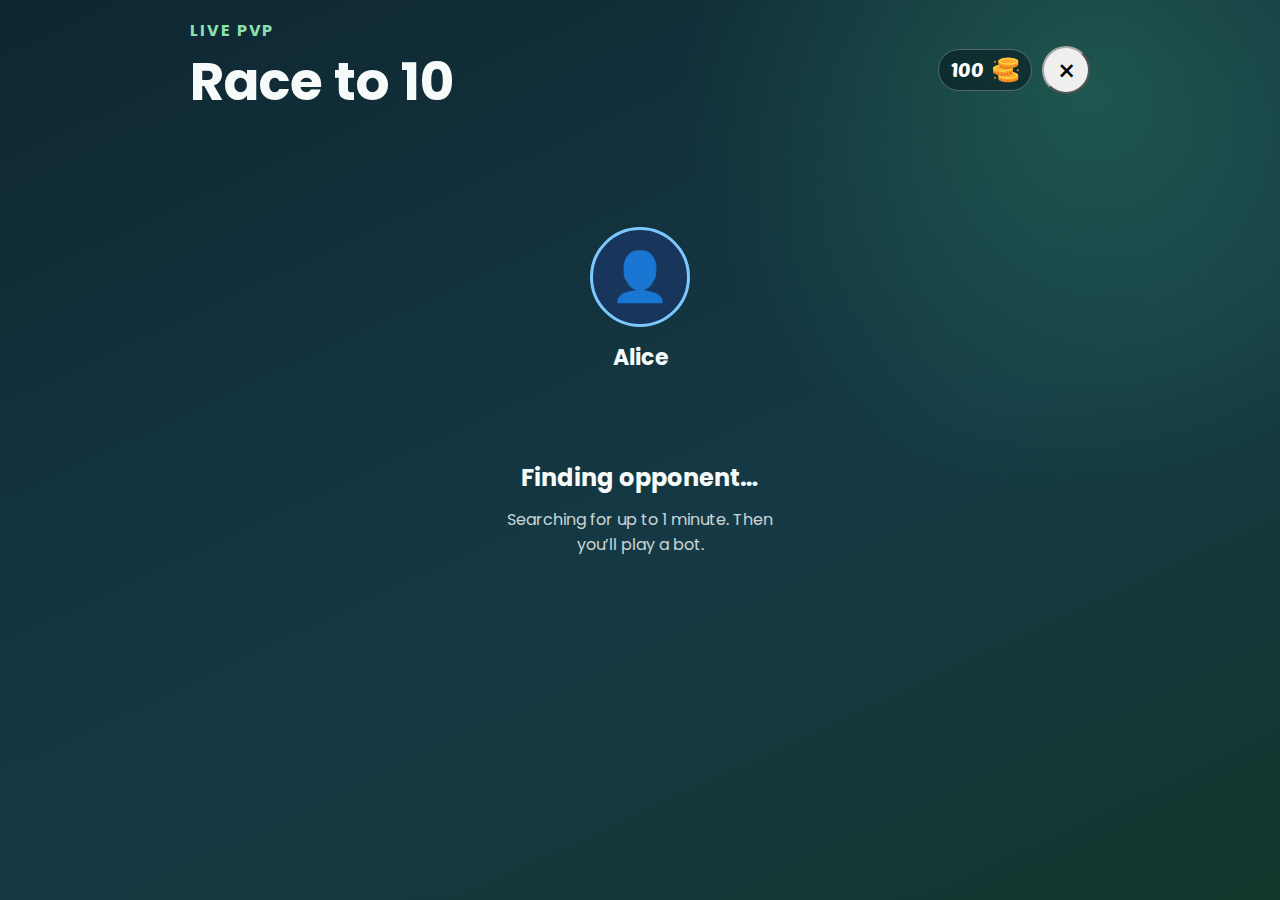 LIVE PVP
Race to 10
100
×
Alice
Finding opponent...
Searching for up to 1 minute. Then
you'll play a bot.